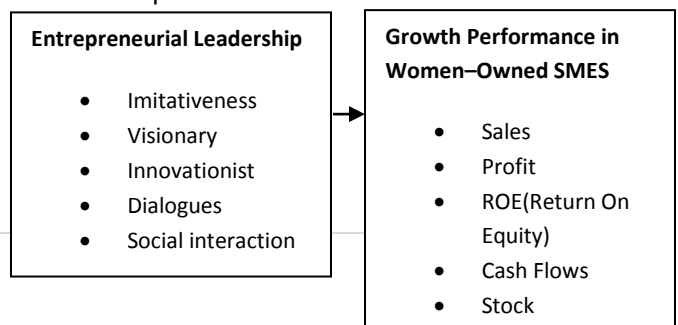 Entrepreneurial Leadership
• Imitativeness
• Visionary
• Innovationist
• Dialogues
• Social interaction
Growth Performance in
Women–Owned SMES
• Sales
• Profit
• ROE(Return On
Equity)
• Cash Flows
• Stock